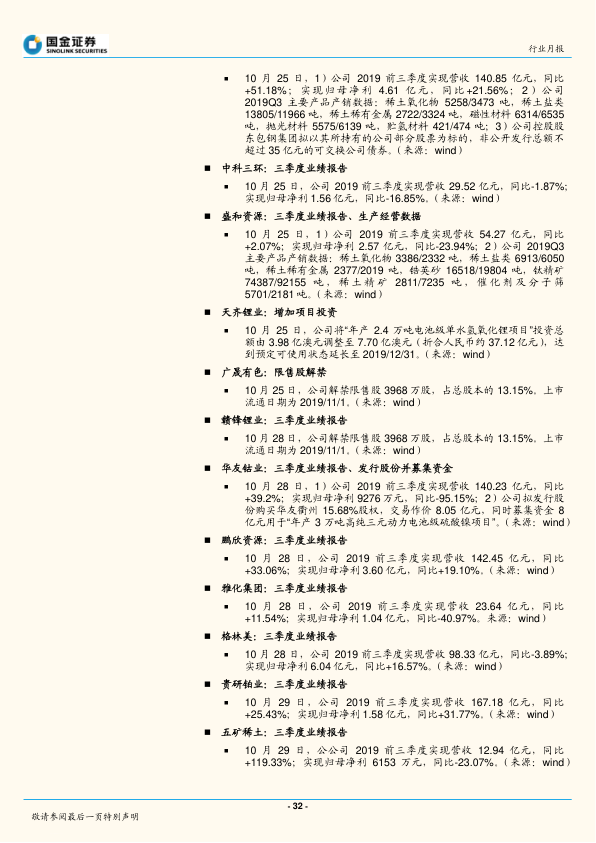 国金证券
SINOLINK SECURITIES
行业月报
▪ 10 月 25 日，1）公司 2019 前三季度实现营收 140.85 亿元，同比
+51.18%；实现归母净利 4.61 亿元，同比+21.56%；2）公司
2019Q3 主要产品产销数据：稀土氧化物 5258/3473 吨，稀土盐类
13805/11966 吨，稀土稀有金属 2722/3324 吨，磁性材料 6314/6535
吨，抛光材料 5575/6139 吨，贮氢材料 421/474 吨；3）公司控股股
东包钢集团拟以其所持有的公司部分股票为标的，非公开发行总额不
超过 35 亿元的可交换公司债券。（来源：wind）
■ 中科三环：三季度业绩报告
▪ 10 月 25 日，公司 2019 前三季度实现营收 29.52 亿元，同比-1.87%;
实现归母净利 1.56 亿元，同比-16.85%。（来源：wind）
■ 盛和资源：三季度业绩报告、生产经营数据
▪ 10 月 25 日，1）公司 2019 前三季度实现营收 54.27 亿元，同比
+2.07%；实现归母净利 2.57 亿元，同比-23.94%；2）公司 2019Q3
主要产品产销数据：稀土氧化物 3386/2332 吨，稀土盐类 6913/6050
吨，稀土稀有金属 2377/2019 吨，锆英砂 16518/19804 吨，钛精矿
74387/92155 吨，稀土精矿 2811/7235 吨，催化剂及分子筛
5701/2181 吨。（来源：wind）
■ 天齐锂业：增加项目投资
▪ 10 月 25 日，公司将“年产 2.4 万吨电池级单水氢氧化锂项目”投资总
额由 3.98 亿澳元调整至 7.70 亿澳元（折合人民币约 37.12 亿元），达
到预定可使用状态延长至 2019/12/31。（来源：wind）
■ 广晟有色：限售股解禁
▪ 10 月 25 日，公司解禁限售股 3968 万股，占总股本的 13.15%。上市
流通日期为 2019/11/1。（来源：wind）
■ 赣锋锂业：三季度业绩报告
▪ 10 月 28 日，公司解禁限售股 3968 万股，占总股本的 13.15%。上市
流通日期为 2019/11/1。（来源：wind）
■ 华友钴业：三季度业绩报告、发行股份并募集资金
▪ 10 月 28 日，1）公司 2019 前三季度实现营收 140.23 亿元，同比
+39.2%；实现归母净利 9276 万元，同比-95.15%；2）公司拟发行股
份购买华友衢州 15.68%股权，交易作价 8.05 亿元，同时募集资金 8
亿元用于“年产 3 万吨高纯三元动力电池级硫酸镍项目”。（来源：wind）
■ 鹏欣资源：三季度业绩报告
▪ 10 月 28 日，公司 2019 前三季度实现营收 142.45 亿元，同比
+33.06%；实现归母净利 3.60 亿元，同比+19.10%。（来源：wind）
■ 雅化集团：三季度业绩报告
▪ 10 月 28 日，公司 2019 前三季度实现营收 23.64 亿元，同比
+11.54%；实现归母净利 1.04 亿元，同比-40.97%。来源：wind）
■ 格林美：三季度业绩报告
▪ 10 月 28 日，公司 2019 前三季度实现营收 98.33 亿元，同比-3.89%;
实现归母净利 6.04 亿元，同比+16.57%。（来源：wind）
■ 贵研铂业：三季度业绩报告
▪ 10 月 29 日，公司 2019 前三季度实现营收 167.18 亿元，同比
+25.43%；实现归母净利 1.58 亿元，同比+31.77%。（来源：wind）
■ 五矿稀土：三季度业绩报告
▪ 10 月 29 日，公公司 2019 前三季度实现营收 12.94 亿元，同比
+119.33%；实现归母净利 6153 万元，同比-23.07%。（来源：wind）
- 32 -
敬请参阅最后一页特别声明